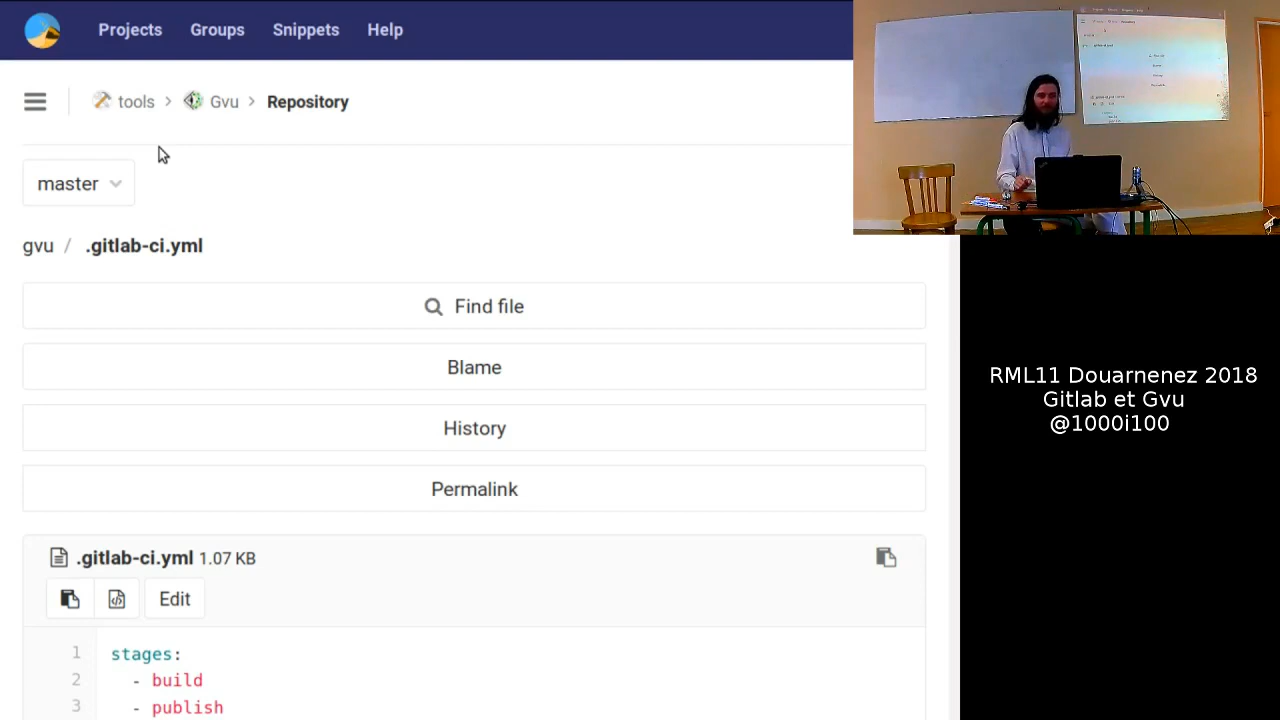 Projects Groups Snippets Help
tools > Gvu > Repository
master
gvu / .gitlab-ci.yml
Find file
Blame
History
Permalink
.gitlab-ci.yml 1.07 KB
Edit
1 stages:
2 - build
3 - publish
RML11 Douarnenez 2018
Gitlab et Gvu
@1000i100